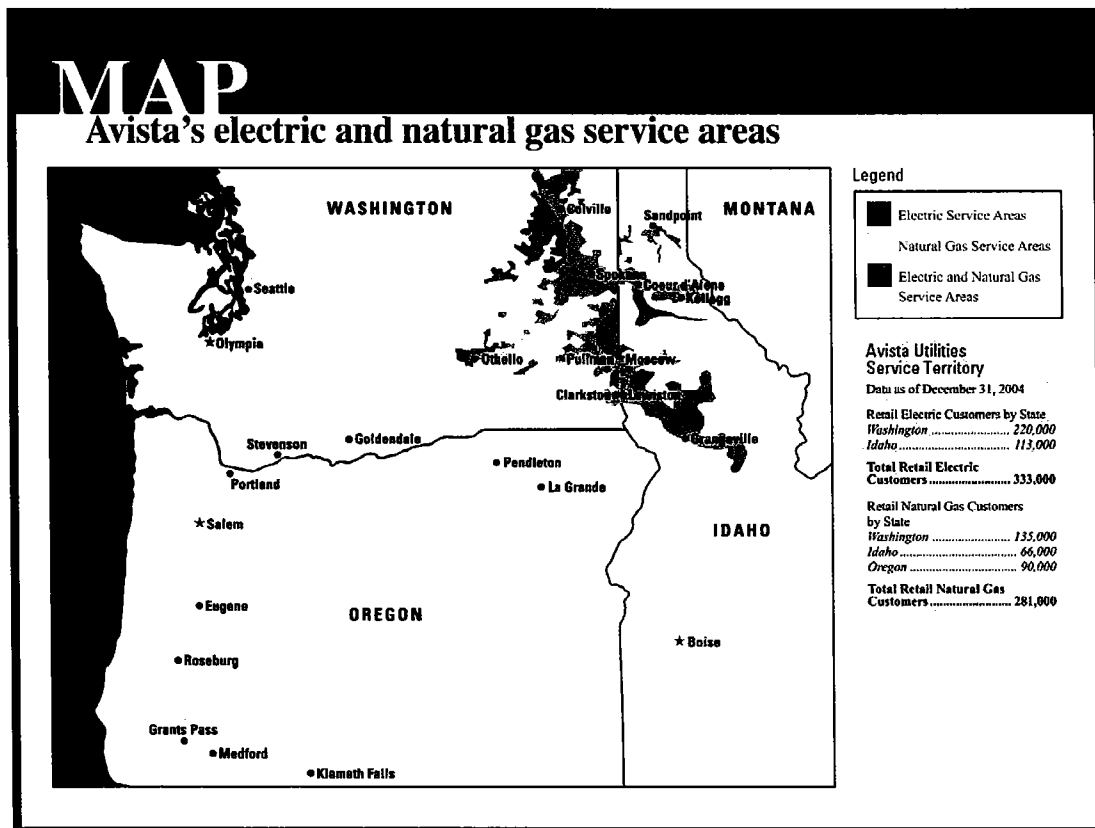 MAP
Avista's electric and natural gas service areas
WASHINGTON
Colville
Sandpoint
MONTANA
Spokane
Coeur d'Alene
Kellogg
Seattle
Olympia
Othello
Pullman
Moscow
Clarkston
Lewiston
Grangeville
Stevenson
Goldendale
Portland
Pendleton
La Grande
Salem
IDAHO
Eugene
OREGON
Boise
Roseburg
Grants Pass
Medford
Klamath Falls
Legend
Electric Service Areas
Natural Gas Service Areas
Electric and Natural Gas
Service Areas
Avista Utilities
Service Territory
Data as of December 31, 2004
Retail Electric Customers by State
Washington ........................ 220,000
Idaho ................................. 113,000
Total Retail Electric
Customers ........................ 333,000
Retail Natural Gas Customers
by State
Washington ........................ 135,000
Idaho ................................. 66,000
Oregon ............................... 90,000
Total Retail Natural Gas
Customers ........................ 281,000